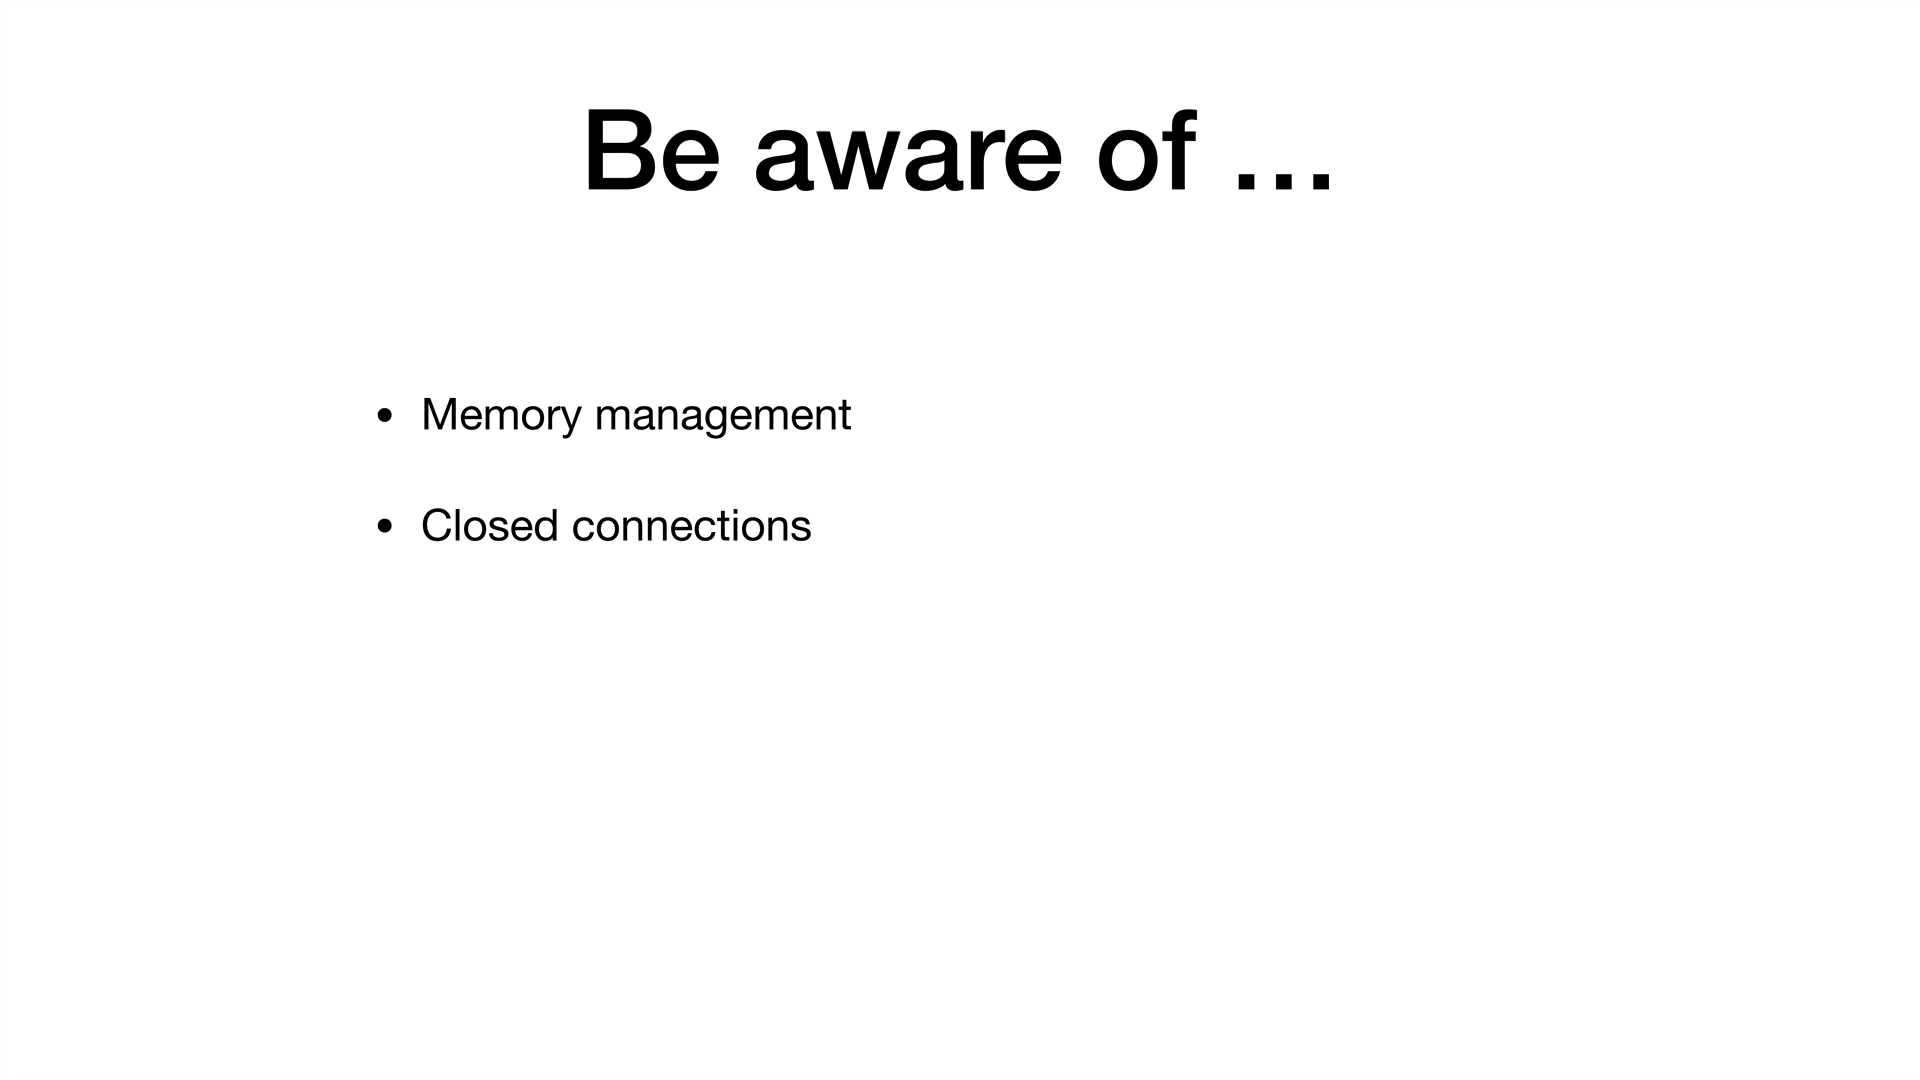 Be aware of …
• Memory management
• Closed connections